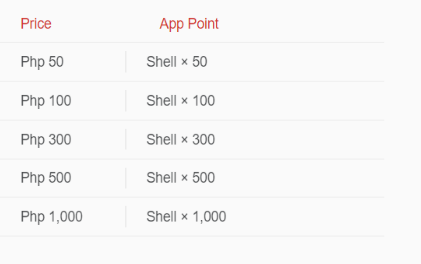 Price App Point
Php 50 Shell × 50
Php 100 Shell × 100
Php 300 Shell × 300
Php 500 Shell × 500
Php 1,000 Shell × 1,000